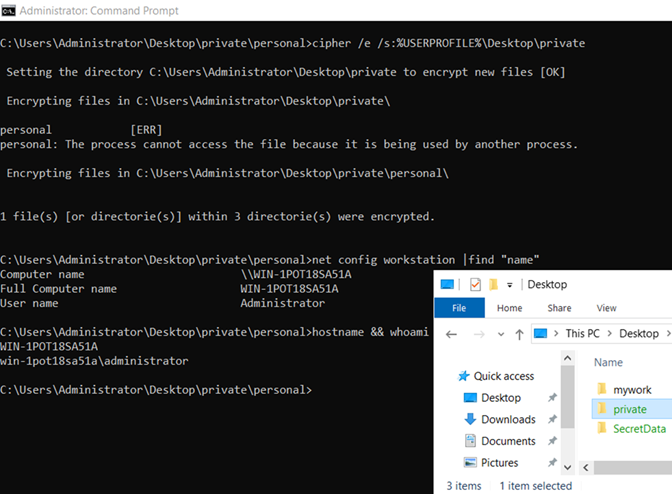 Administrator: Command Prompt
C:\Users\Administrator\Desktop\private\personal>cipher /e /s:%USERPROFILE%\Desktop\private
Setting the directory C:\Users\Administrator\Desktop\private to encrypt new files [OK]
Encrypting files in C:\Users\Administrator\Desktop\private\
personal [ERR]
personal: The process cannot access the file because it is being used by another process.
Encrypting files in C:\Users\Administrator\Desktop\private\personal\
1 file(s) [or directorie(s)] within 3 directorie(s) were encrypted.
C:\Users\Administrator\Desktop\private\personal>net config workstation |find "name"
Computer name \\WIN-1POT18SA51A
Full Computer name WIN-1POT18SA51A
User name Administrator
C:\Users\Administrator\Desktop\private\personal>hostname && whoami
WIN-1POT18SA51A
win-1pot18sa51a\administrator
C:\Users\Administrator\Desktop\private\personal>
Desktop
File Home Share View
This PC > Desktop >
Name
Quick access
Desktop
Downloads
Documents
Pictures
mywork
private
SecretData
3 items 1 item selected